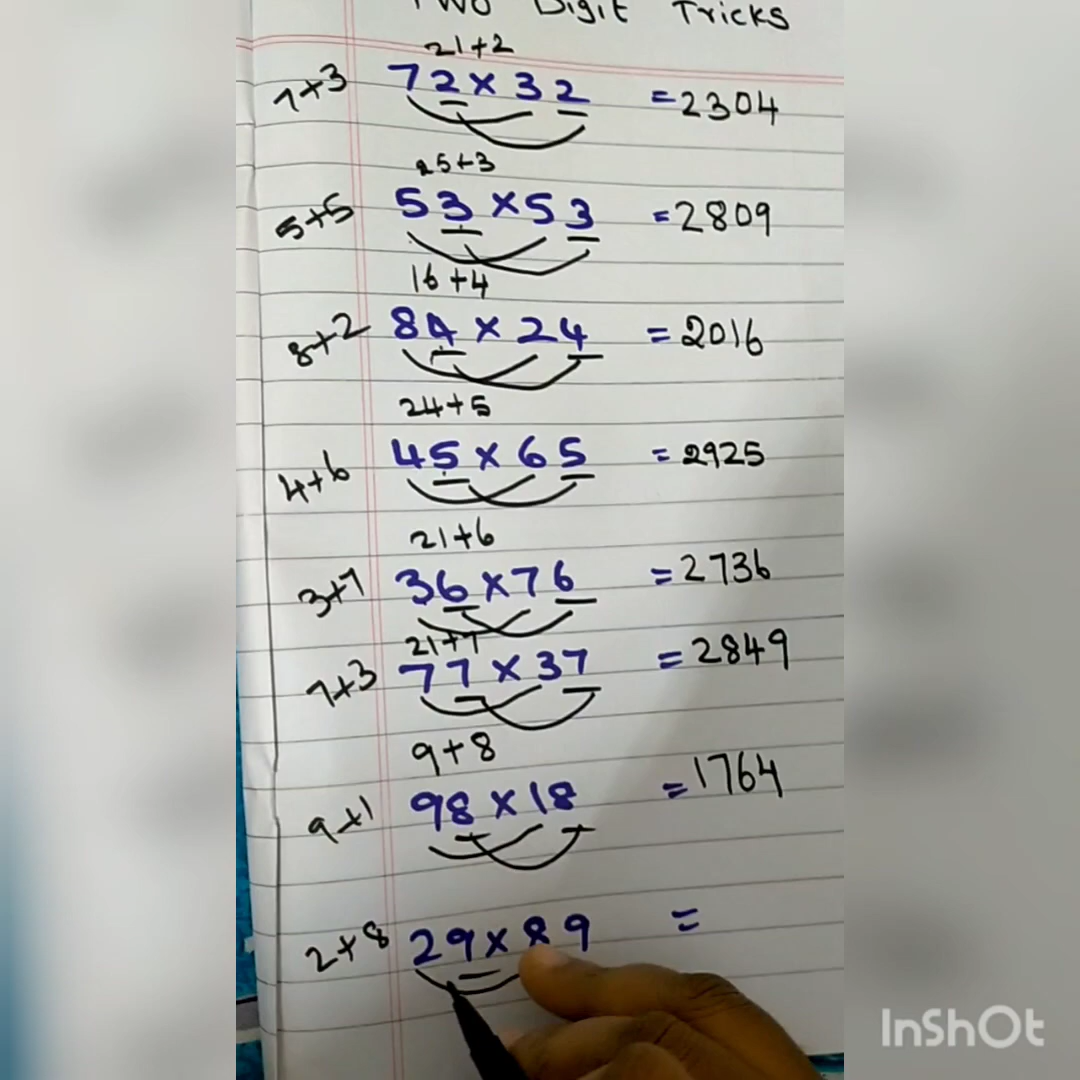 Two Digit Tricks
21+2
7+3 72×32 =2304
25+3
5+5 53×53 =2809
16+4
8+2 84×24 =2016
24+5
4+6 45×65 =2925
21+6
3+7 36×76 =2736
21+7
7+3 77×37 =2849
9+8
9+1 98×18 =1764
2+8 29×89 =
InShOt